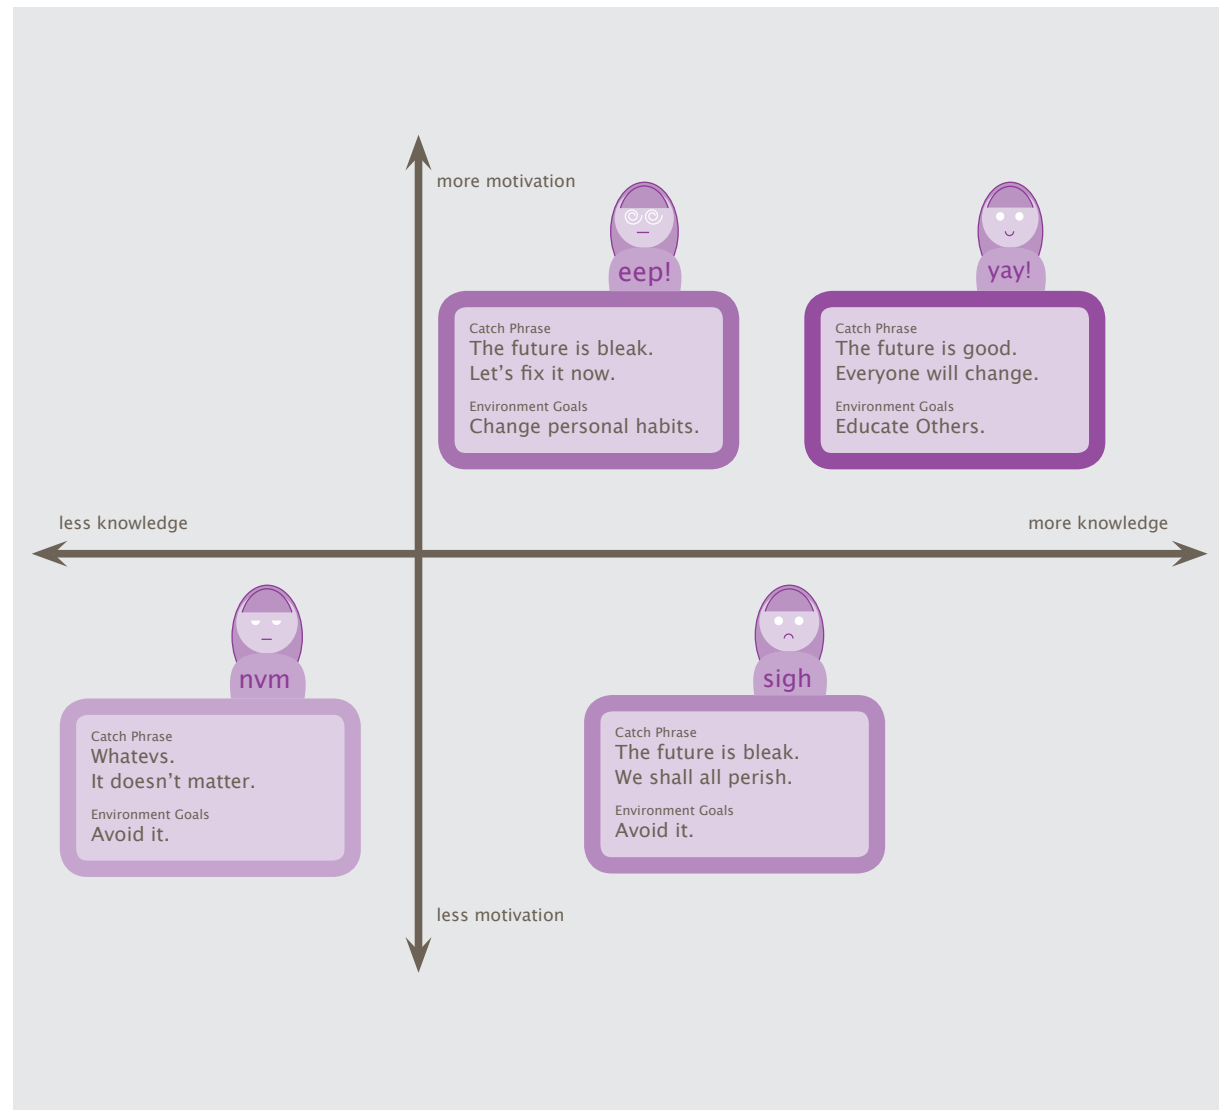 more motivation
eep!
Catch Phrase
The future is bleak.
Let’s fix it now.
Environment Goals
Change personal habits.
yay!
Catch Phrase
The future is good.
Everyone will change.
Environment Goals
Educate Others.
less knowledge
more knowledge
nvm
Catch Phrase
Whatevs.
It doesn’t matter.
Environment Goals
Avoid it.
sigh
Catch Phrase
The future is bleak.
We shall all perish.
Environment Goals
Avoid it.
less motivation